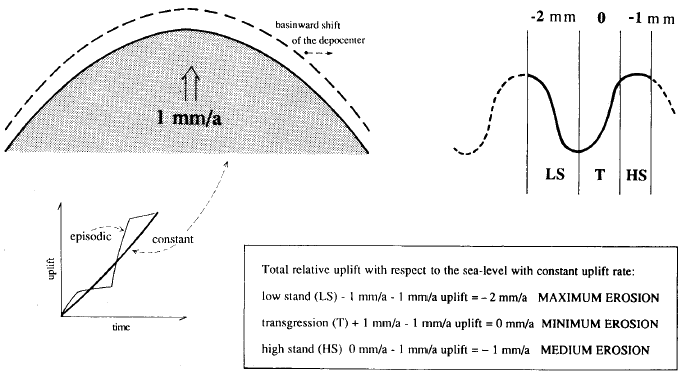 basinward shift
of the depocenter
1 mm/a
-2 mm 0 -1 mm
LS T HS
episodic
constant
uplift
time
Total relative uplift with respect to the sea-level with constant uplift rate:
low stand (LS) - 1 mm/a - 1 mm/a uplift = - 2 mm/a MAXIMUM EROSION
transgression (T) + 1 mm/a - 1 mm/a uplift = 0 mm/a MINIMUM EROSION
high stand (HS) 0 mm/a - 1 mm/a uplift = - 1 mm/a MEDIUM EROSION